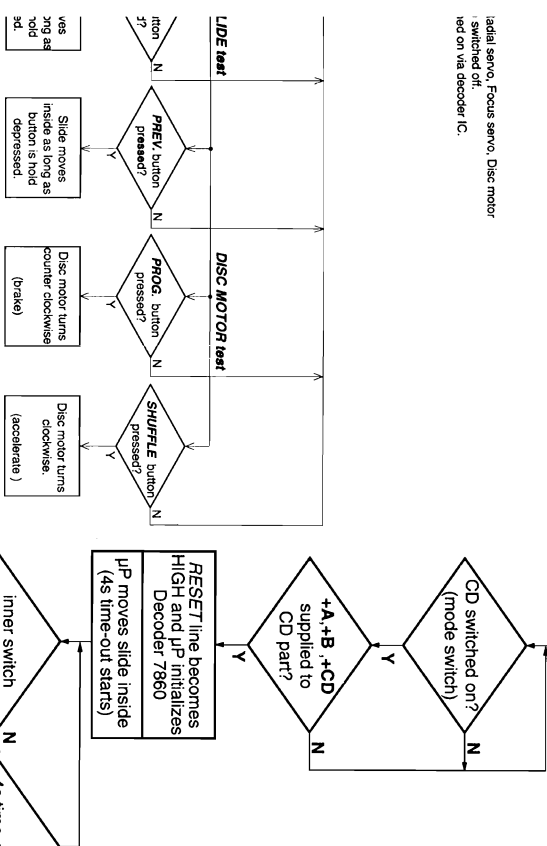 adial servo, Focus servo, Disc motor
switched off.
ed on via decoder IC.
LIDE test
DISC MOTOR test
tton
d?
N
PREV. button
pressed?
N
Y
PROG. button
pressed?
N
Y
SHUFFLE button
pressed?
N
Y
ves
ong as
hold
ed.
Slide moves
inside as long as
button is hold
depressed.
Disc motor turns
counter clockwise
(brake)
Disc motor turns
clockwise.
(accelerate )
CD switched on?
(mode switch)
N
Y
+A,+B ,+CD
supplied to
CD part?
N
Y
RESET line becomes
HIGH and µP initializes
Decoder 7860
µP moves slide inside
(4s time-out starts)
inner switch
N